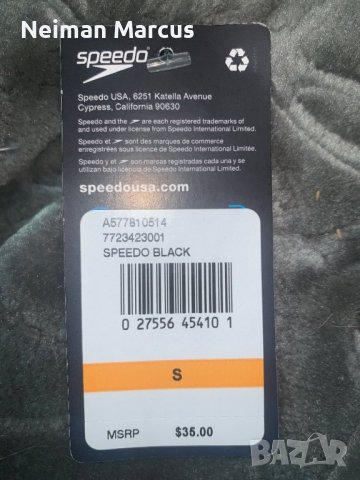 Neiman Marcus
speedo
Speedo USA, 6251 Katella Avenue
Cypress, California 90630
Speedo and the are each registered trademarks of
and used under license from Speedo International Limited.
Speedo et sont des marques de commerce
enregistrées sous licence de Speedo International Limitée.
Speedo y el son marcas registradas cada una y se
utilizan bajo licencia de Speedo International Limited.
speedousa.com
A577810514
7723423001
SPEEDO BLACK
0 27556 45410 1
S
MSRP $35.00
BAZAR